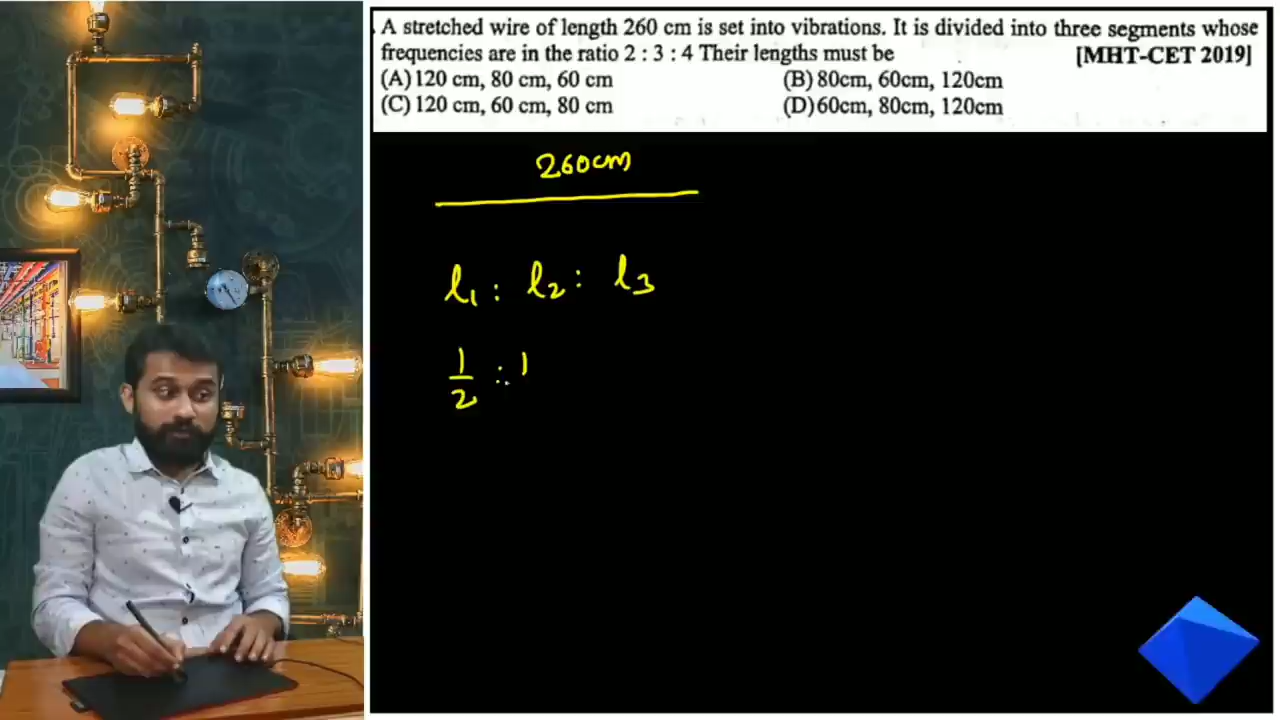 A stretched wire of length 260 cm is set into vibrations. It is divided into three segments whose
frequencies are in the ratio 2 : 3 : 4 Their lengths must be [MHT-CET 2019]
(A) 120 cm, 80 cm, 60 cm (B) 80cm, 60cm, 120cm
(C) 120 cm, 60 cm, 80 cm (D) 60cm, 80cm, 120cm
260cm
l₁ : l₂ : l₃
1/2 : 1